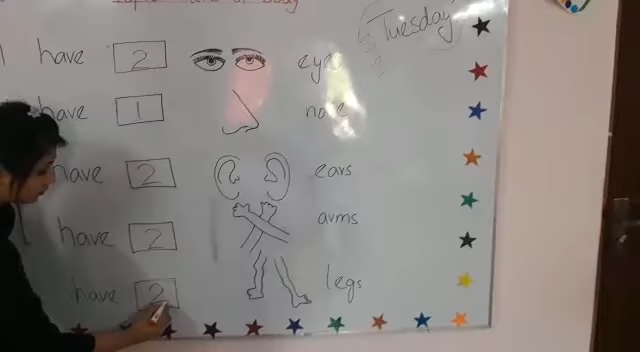 Tuesday
I have 2 eyes
have 1 nose
have 2 ears
have 2 arms
have 2 legs